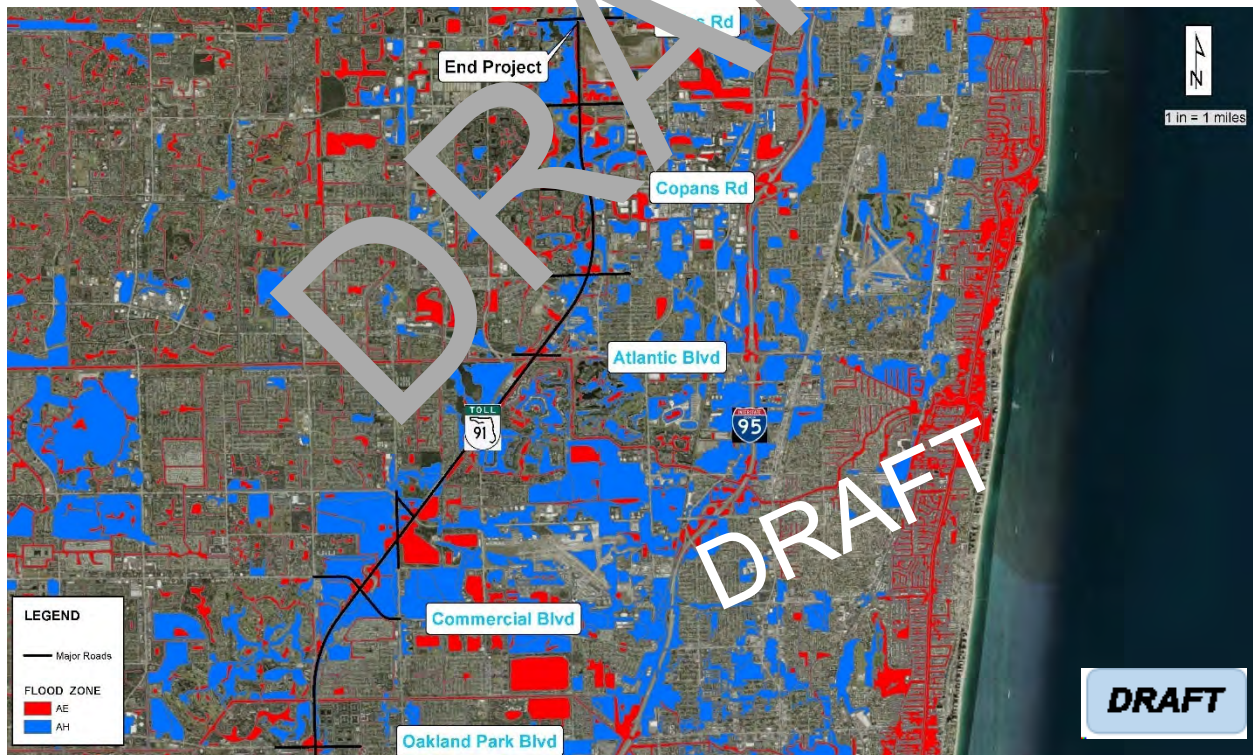 DRAFT
Rd
End Project
N
1 in = 1 miles
Copans Rd
Atlantic Blvd
TOLL
91
INTERSTATE
95
DRAFT
Commercial Blvd
Oakland Park Blvd
LEGEND
Major Roads
FLOOD ZONE
AE
AH
DRAFT